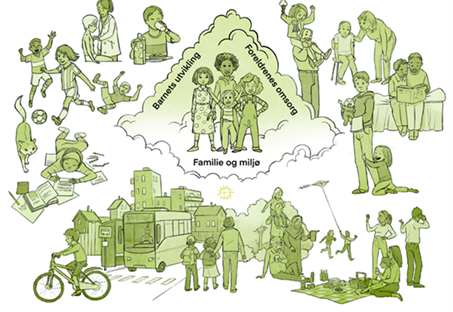 Barnets utvikling
Foreldrenes omsorg
Familie og miljø